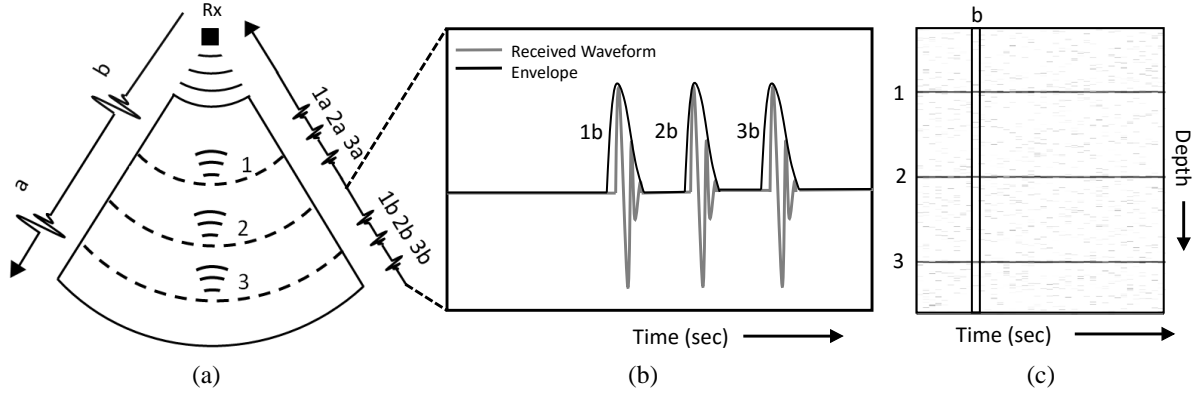 Rx
b
a
1a 2a 3a
1b 2b 3b
1
2
3
(a)
Received Waveform
Envelope
1b
2b
3b
Time (sec)
(b)
b
1
2
3
Depth
Time (sec)
(c)